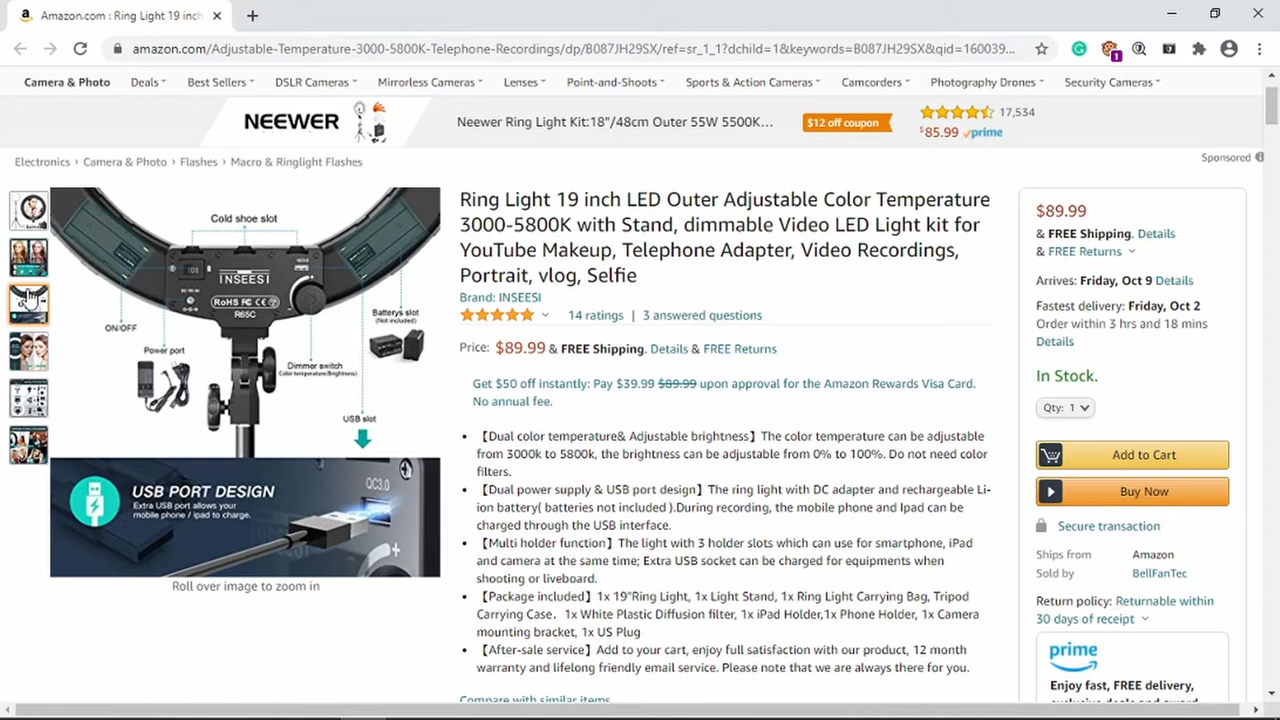 Amazon.com : Ring Light 19 inch
amazon.com/Adjustable-Temperature-3000-5800K-Telephone-Recordings/dp/B087JH29SX/ref=sr_1_1?dchild=1&keywords=B087JH29SX&qid=160039...
1
Camera & Photo Deals Best Sellers DSLR Cameras Mirrorless Cameras Lenses Point-and-Shoots Sports & Action Cameras Camcorders Photography Drones Security Cameras
NEEWER
Neewer Ring Light Kit:18"/48cm Outer 55W 5500K...
$12 off coupon
17,534
$85.99 prime
Electronics › Camera & Photo › Flashes › Macro & Ringlight Flashes
Sponsored
Cold shoe slot
INSEESI
RoHS FC CE
R65C
ON/OFF
Power port
Batterys slot
(Not included)
Dimmer switch
(Color temperature/Brightness)
USB slot
USB PORT DESIGN
Extra USB port allows your
mobile phone / ipad to charge.
QC3.0
Roll over image to zoom in
Ring Light 19 inch LED Outer Adjustable Color Temperature
3000-5800K with Stand, dimmable Video LED Light kit for
YouTube Makeup, Telephone Adapter, Video Recordings,
Portrait, vlog, Selfie
Brand: INSEESI
14 ratings | 3 answered questions
Price: $89.99 & FREE Shipping. Details & FREE Returns
Get $50 off instantly: Pay $39.99 $89.99 upon approval for the Amazon Rewards Visa Card.
No annual fee.
• 【Dual color temperature& Adjustable brightness】The color temperature can be adjustable
from 3000k to 5800k, the brightness can be adjustable from 0% to 100%. Do not need color
filters.
• 【Dual power supply & USB port design】The ring light with DC adapter and rechargeable Li-
ion battery( batteries not included ).During recording, the mobile phone and Ipad can be
charged through the USB interface.
• 【Multi holder function】The light with 3 holder slots which can use for smartphone, iPad
and camera at the same time; Extra USB socket can be charged for equipments when
shooting or liveboard.
• 【Package included】1x 19"Ring Light, 1x Light Stand, 1x Ring Light Carrying Bag, Tripod
Carrying Case, 1x White Plastic Diffusion filter, 1x iPad Holder,1x Phone Holder, 1x Camera
mounting bracket, 1x US Plug
• 【After-sale service】Add to your cart, enjoy full satisfaction with our product, 12 month
warranty and lifelong friendly email service. Please note that we are always there for you.
Compare with similar items
$89.99
& FREE Shipping. Details
& FREE Returns
Arrives: Friday, Oct 9 Details
Fastest delivery: Friday, Oct 2
Order within 3 hrs and 18 mins
Details
In Stock.
Qty: 1
Add to Cart
Buy Now
Secure transaction
Ships from Amazon
Sold by BellFanTec
Return policy: Returnable within
30 days of receipt
prime
Enjoy fast, FREE delivery,